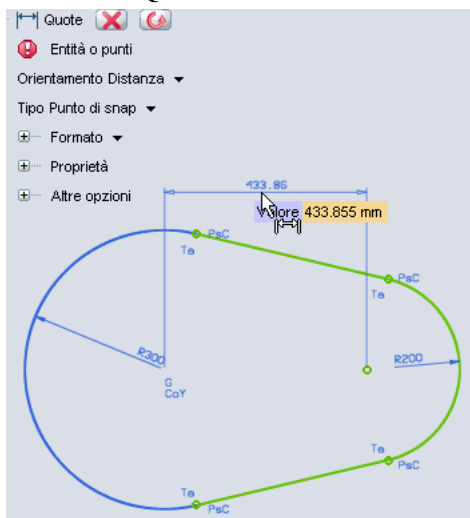 Quote
Entità o punti
Orientamento Distanza
Tipo Punto di snap
Formato
Proprietà
Altre opzioni
433.86
Valore 433.855 mm
PsC
Ta
PsC
Ta
R300
R200
G
CoY
Ta
PsC
Ta
PsC